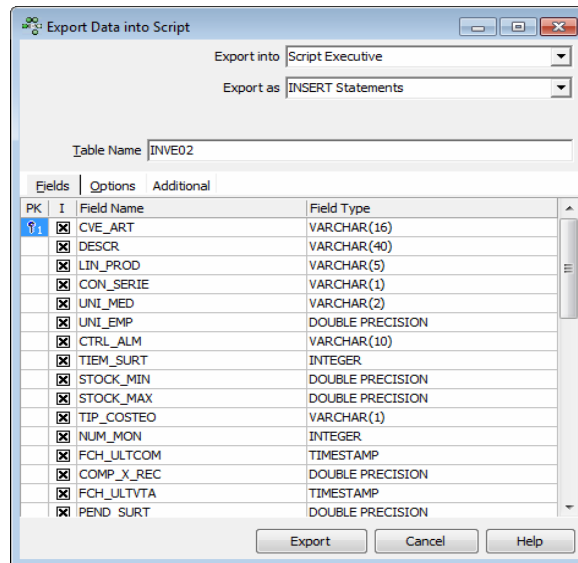 Export Data into Script
Export into Script Executive
Export as INSERT Statements
Table Name INVE02
Fields Options Additional
PK I Field Name Field Type
1 CVE_ART VARCHAR(16)
DESCR VARCHAR(40)
LIN_PROD VARCHAR(5)
CON_SERIE VARCHAR(1)
UNI_MED VARCHAR(2)
UNI_EMP DOUBLE PRECISION
CTRL_ALM VARCHAR(10)
TIEM_SURT INTEGER
STOCK_MIN DOUBLE PRECISION
STOCK_MAX DOUBLE PRECISION
TIP_COSTEO VARCHAR(1)
NUM_MON INTEGER
FCH_ULTCOM TIMESTAMP
COMP_X_REC DOUBLE PRECISION
FCH_ULTVTA TIMESTAMP
PEND_SURT DOUBLE PRECISION
Export Cancel Help